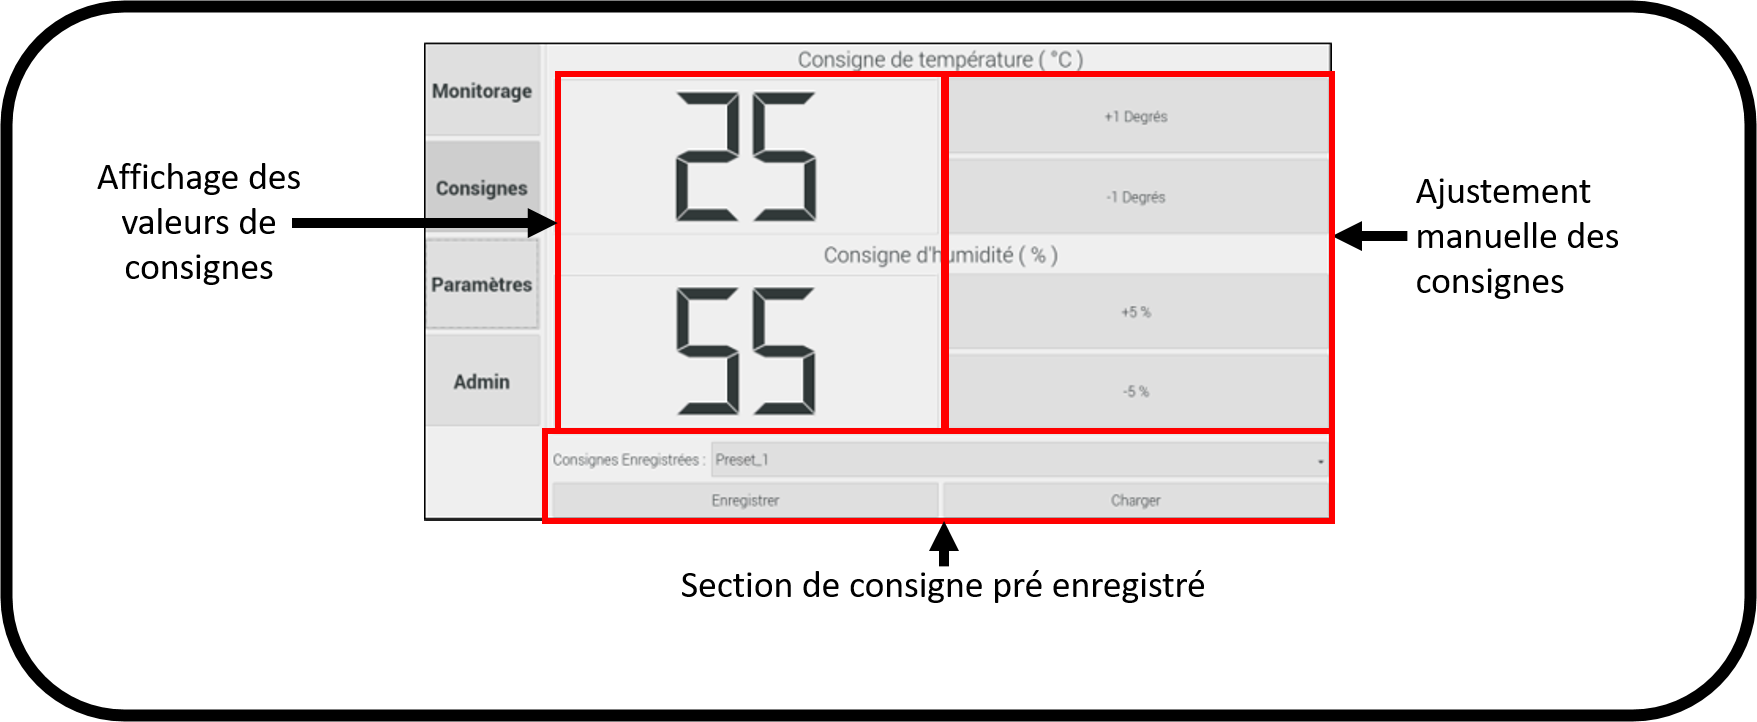 Consigne de température ( °C )
Monitorage
25
+1 Degrés
Affichage des
valeurs de
consignes
Consignes
-1 Degrés
Ajustement
manuelle des
consignes
Consigne d'humidité ( % )
Paramètres
55
+5 %
Admin
-5 %
Consignes Enregistrées : Preset_1
Enregistrer
Charger
Section de consigne pré enregistré